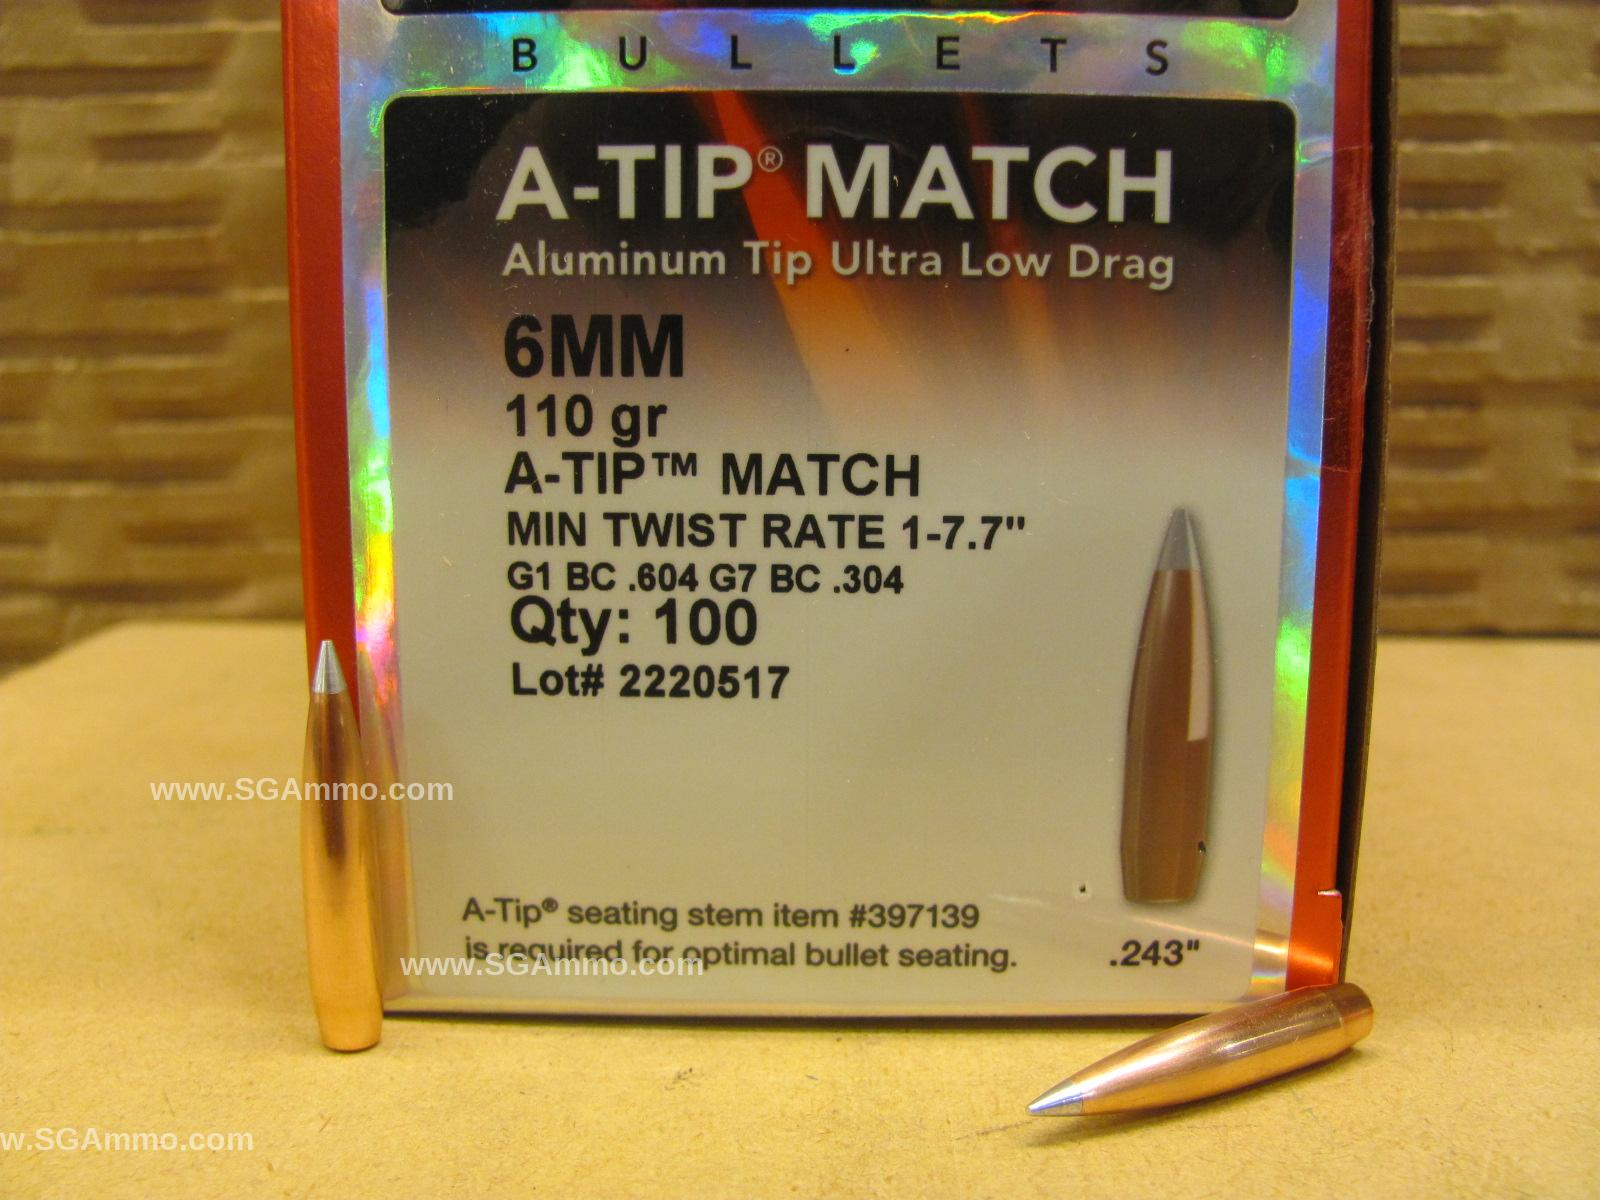 BULLETS
A-TIP® MATCH
Aluminum Tip Ultra Low Drag
6MM
110 gr
A-TIP™ MATCH
MIN TWIST RATE 1-7.7"
G1 BC .604 G7 BC .304
Qty: 100
Lot# 2220517
www.SGAmmo.com
A-Tip® seating stem item #397139
is required for optimal bullet seating.
.243"
www.SGAmmo.com
w.SGAmmo.com